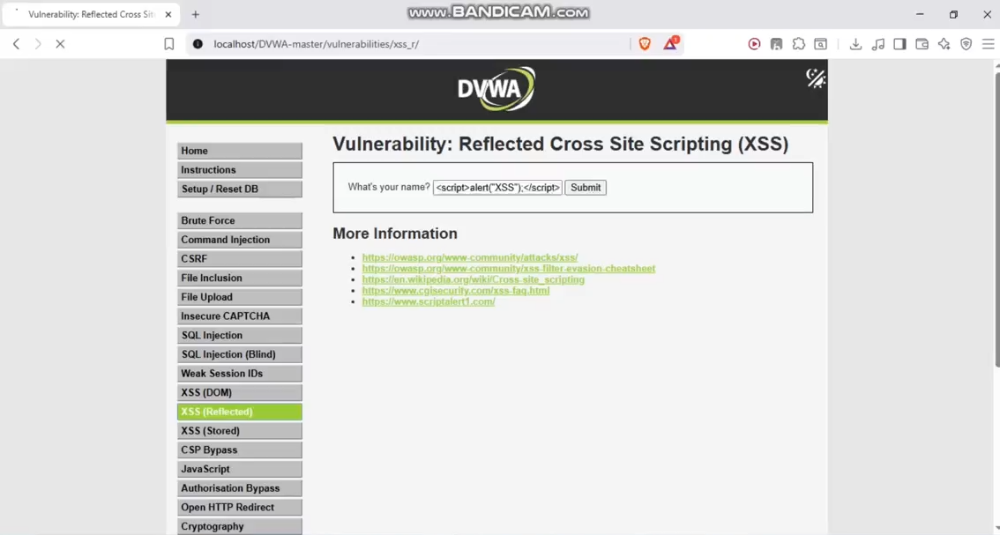 www.BANDICAM.com
Vulnerability: Reflected Cross Sit
localhost/DVWA-master/vulnerabilities/xss_r/
1
DVWA
Vulnerability: Reflected Cross Site Scripting (XSS)
What's your name? <script>alert("XSS");</script> Submit
More Information
https://owasp.org/www-community/attacks/xss/
https://owasp.org/www-community/xss-filter-evasion-cheatsheet
https://en.wikipedia.org/wiki/Cross-site_scripting
https://www.cgisecurity.com/xss-faq.html
https://www.scriptalert1.com/
Home
Instructions
Setup / Reset DB
Brute Force
Command Injection
CSRF
File Inclusion
File Upload
Insecure CAPTCHA
SQL Injection
SQL Injection (Blind)
Weak Session IDs
XSS (DOM)
XSS (Reflected)
XSS (Stored)
CSP Bypass
JavaScript
Authorisation Bypass
Open HTTP Redirect
Cryptography